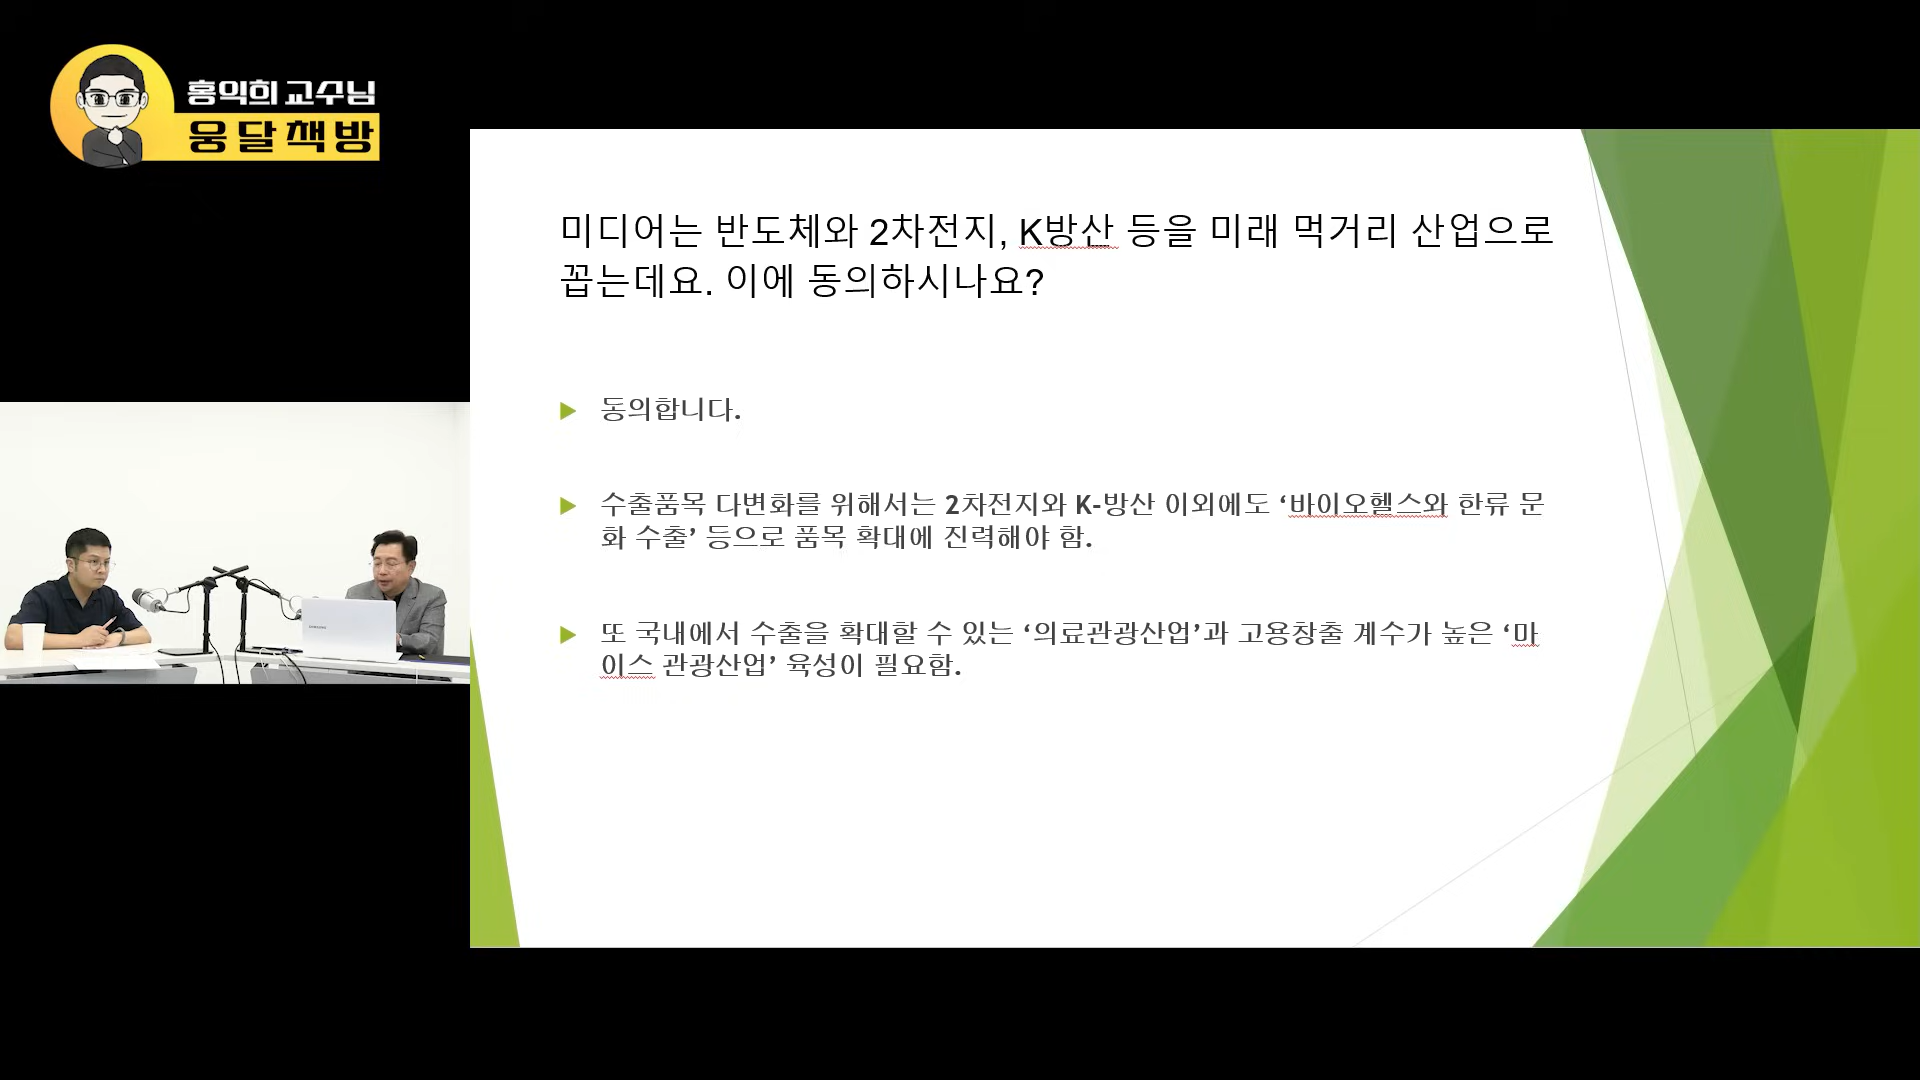 홍익희 교수님
웅달책방
미디어는 반도체와 2차전지, K방산 등을 미래 먹거리 산업으로
꼽는데요. 이에 동의하시나요?
동의합니다.
수출품목 다변화를 위해서는 2차전지와 K-방산 이외에도 ‘바이오헬스와 한류 문
화 수출’ 등으로 품목 확대에 진력해야 함.
또 국내에서 수출을 확대할 수 있는 ‘의료관광산업’과 고용창출 계수가 높은 ‘마
이스 관광산업’ 육성이 필요함.